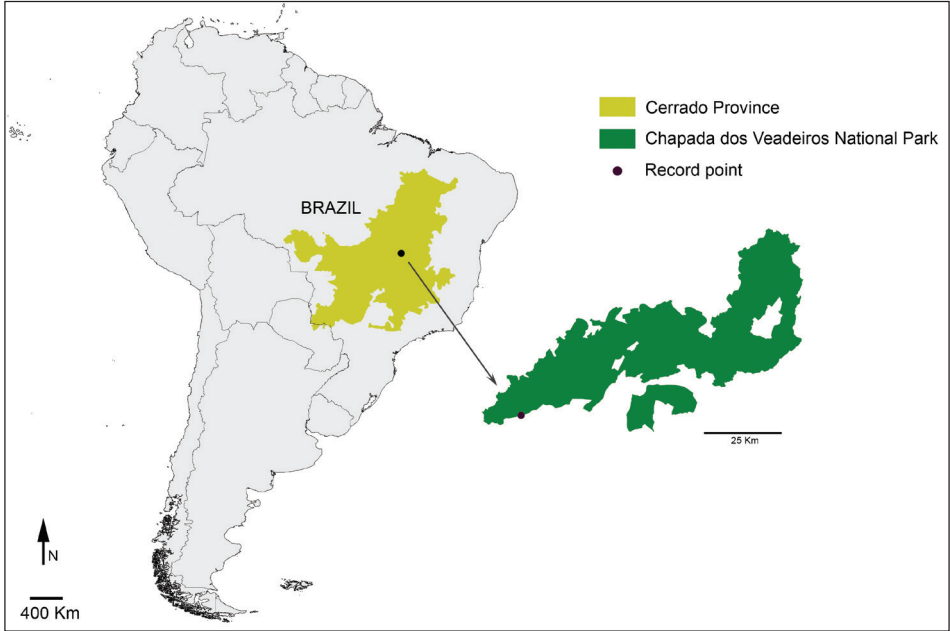 Cerrado Province
Chapada dos Veadeiros National Park
Record point
BRAZIL
25 Km
N
400 Km